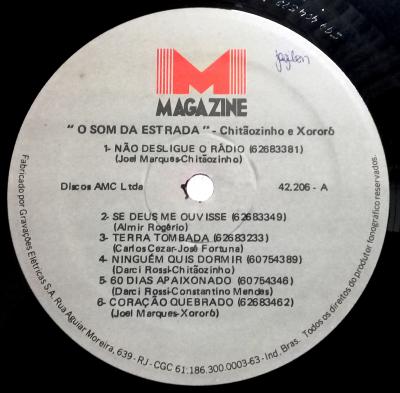 MAGAZINE
" O SOM DA ESTRADA " - Chitãozinho e Xororô
1- NÃO DESLIGUE O RÁDIO (62683381)
(Joel Marques-Chitãozinho)
Discos AMC Ltda
42.206 - A
2- SE DEUS ME OUVISSE (62683349)
(Almir Rogério)
3- TERRA TOMBADA (62683233)
(Carlos Cezar-José Fortuna)
4- NINGUÉM QUIS DORMIR (60754389)
(Darci Rossi-Chitãozinho)
5- 60 DIAS APAIXONADO (60754346)
(Darci Rossi-Constantino Mendes)
6- CORAÇÃO QUEBRADO (62683462)
(Joel Marques-Xororô)
Fabricado por Gravações Elétricas S.A. Rua Aguiar Moreira, 639 - RJ - CGC 61.186.300.0003-63 - Ind. Bras. Todos os direitos do produtor fonográfico reservados.